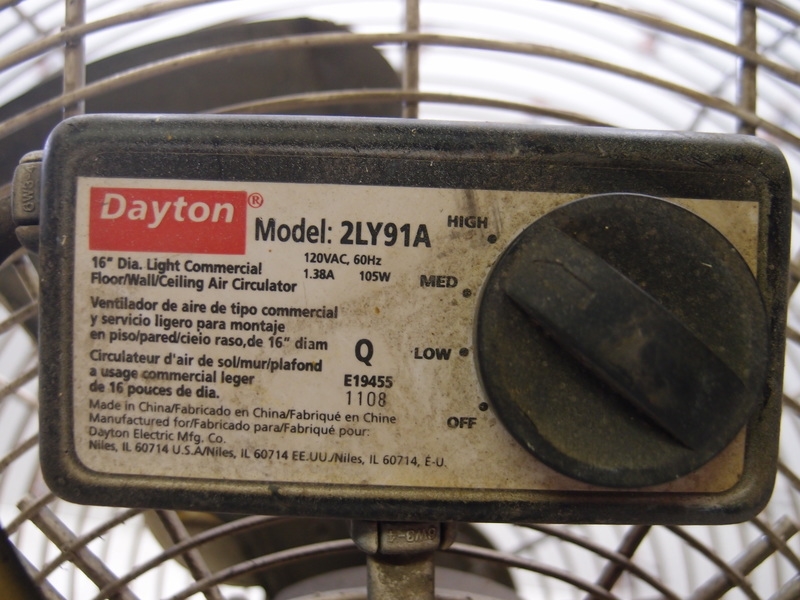 Dayton®
Model: 2LY91A
120VAC, 60Hz
1.38A 105W
16" Dia. Light Commercial
Floor/Wall/Ceiling Air Circulator
Ventilador de aire de tipo commercial
y servicio ligero para montaje
en piso/pared/cieio raso,de 16" diam
Circulateur d'air de sol/mur/plafond
a usage commercial leger
de 16 pouces de dia.
Q
E19455
1108
Made in China/Fabricado en China/Fabriqué en Chine
Manufactured for/Fabricado para/Fabriqué pour:
Dayton Electric Mfg. Co.
Niles, IL 60714 U.S.A/Niles, IL 60714 EE.UU./Niles, IL 60714, É-U.
HIGH
MED
LOW
OFF